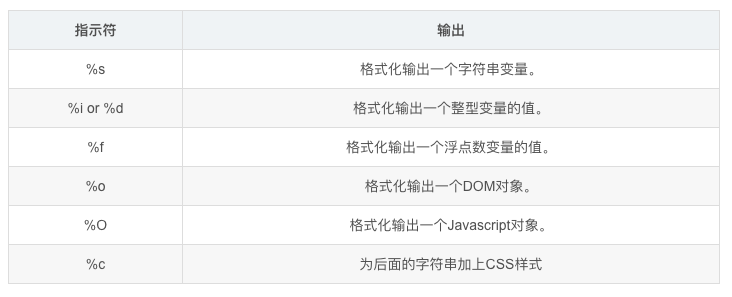 指示符 输出
%s 格式化输出一个字符串变量。
%i or %d 格式化输出一个整型变量的值。
%f 格式化输出一个浮点数变量的值。
%o 格式化输出一个DOM对象。
%O 格式化输出一个Javascript对象。
%c 为后面的字符串加上CSS样式